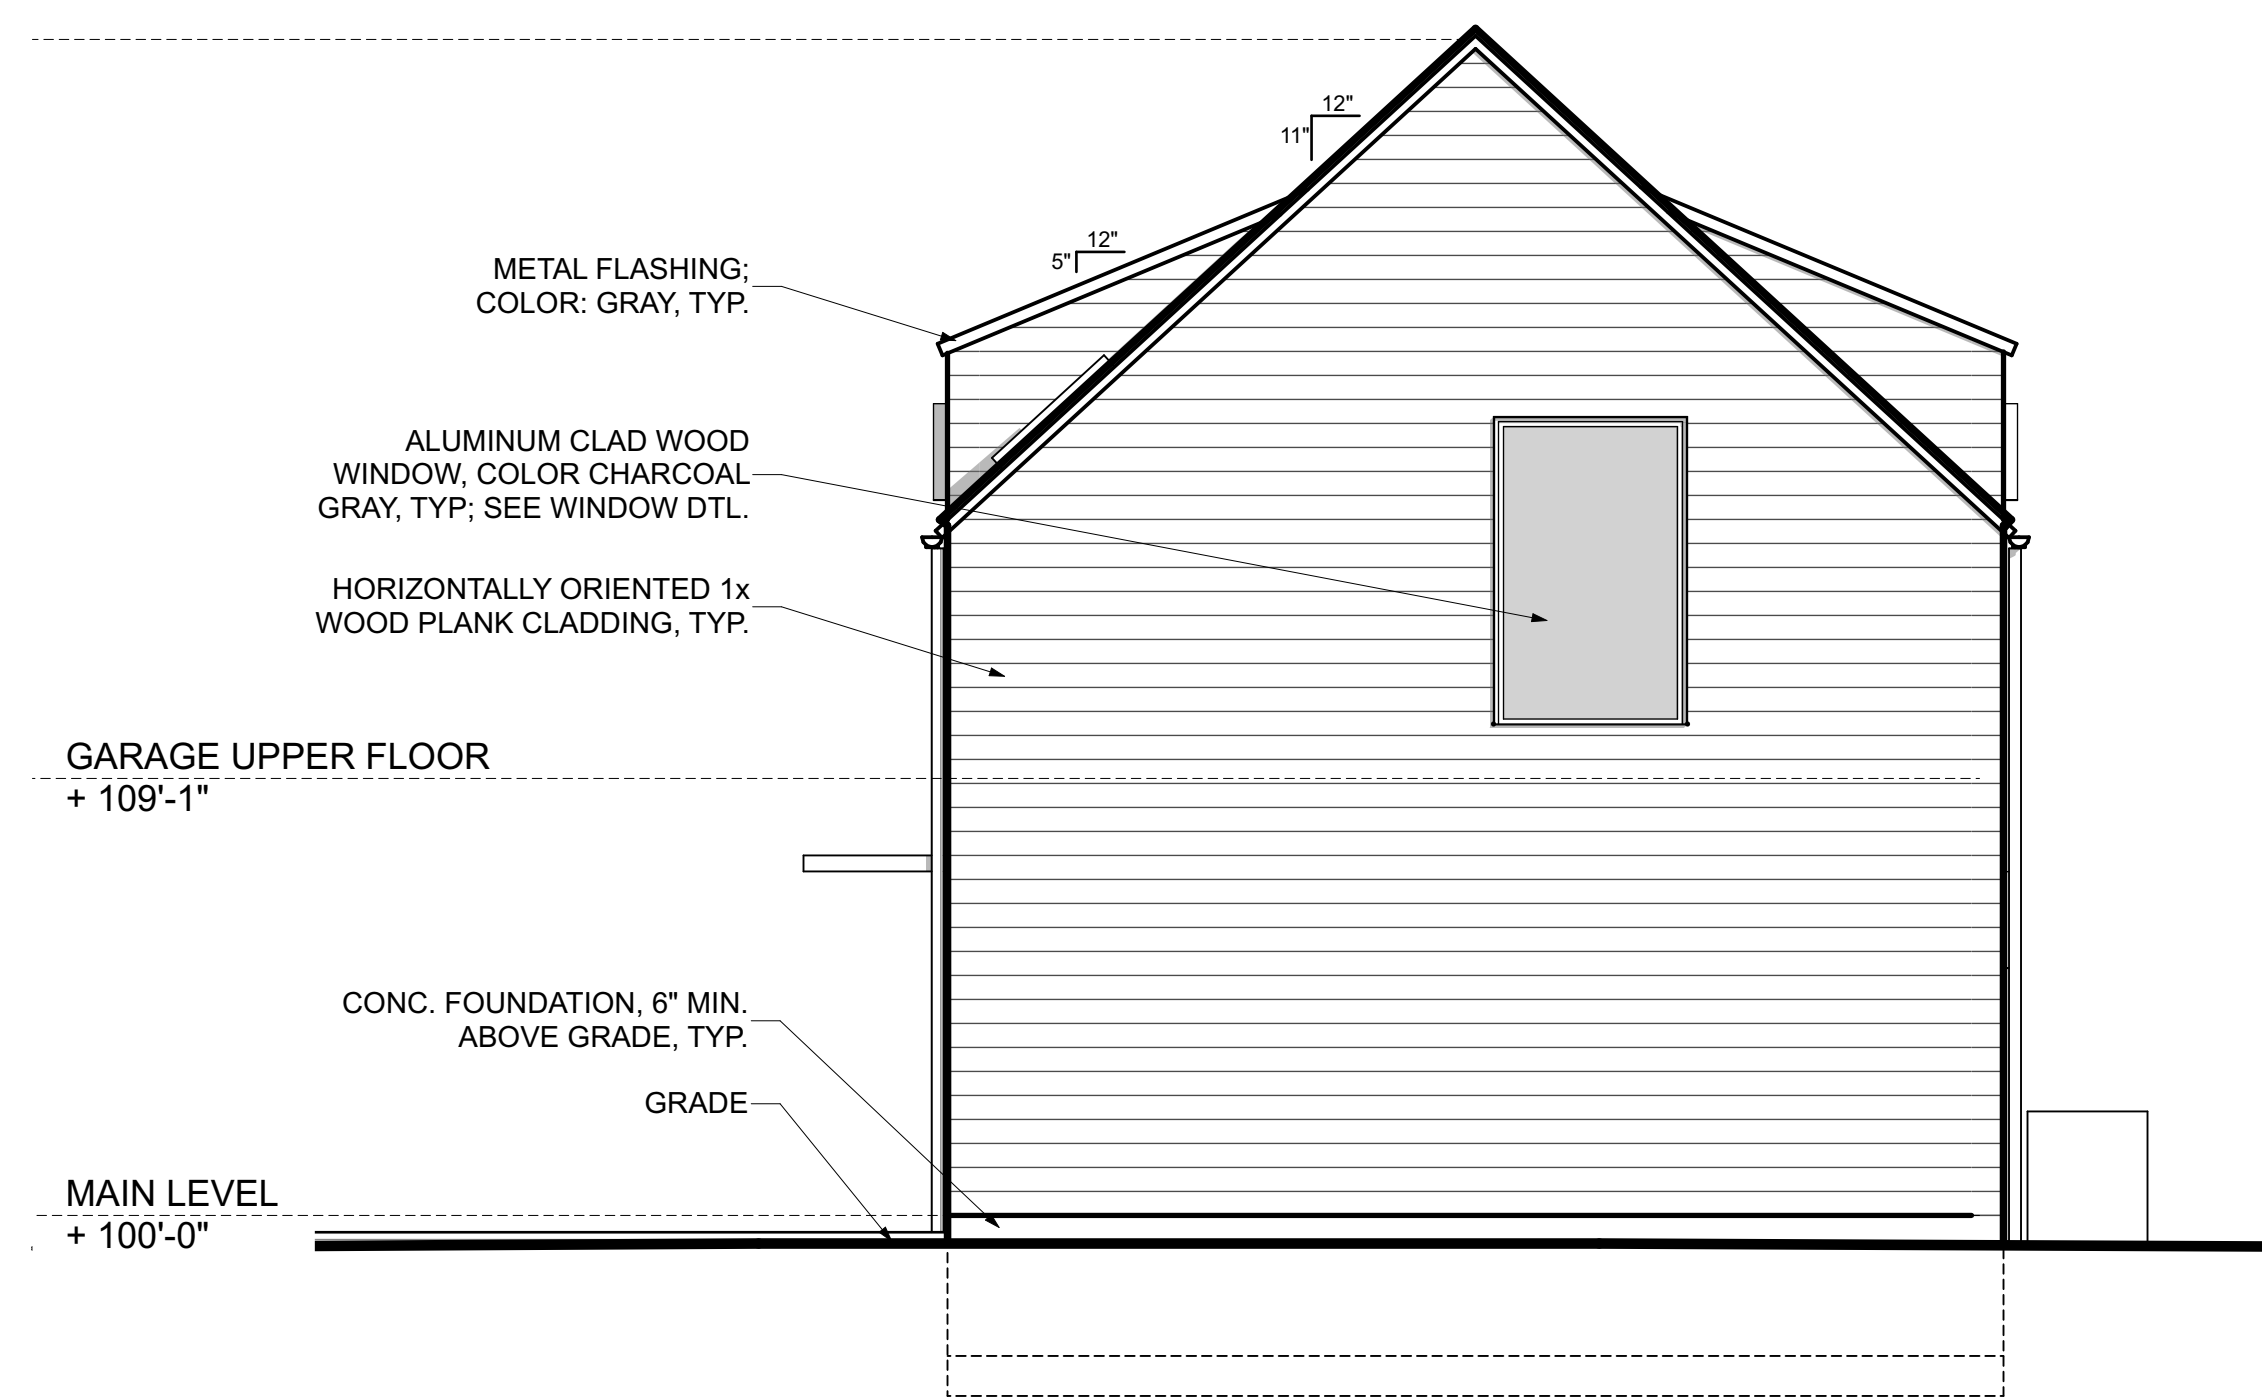 12"
11"
12"
5"
METAL FLASHING;
COLOR: GRAY, TYP.
ALUMINUM CLAD WOOD
WINDOW, COLOR CHARCOAL
GRAY, TYP; SEE WINDOW DTL.
HORIZONTALLY ORIENTED 1x
WOOD PLANK CLADDING, TYP.
GARAGE UPPER FLOOR
+ 109'-1"
CONC. FOUNDATION, 6" MIN.
ABOVE GRADE, TYP.
GRADE
MAIN LEVEL
+ 100'-0"